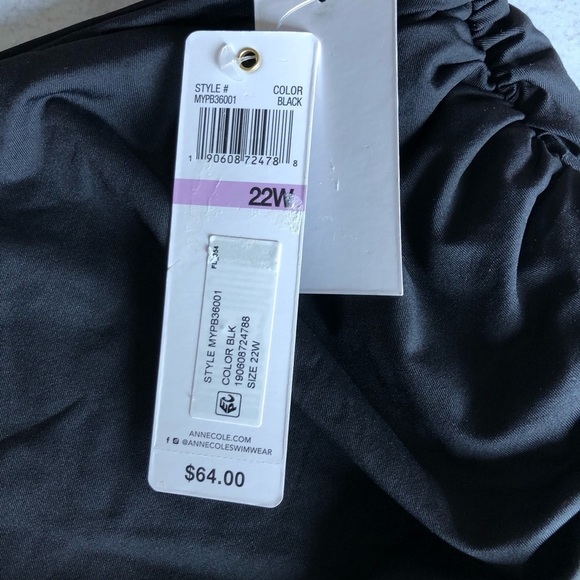 STYLE # COLOR
MYPB36001 BLACK
1 90608 72478 8
22W
STYLE MYPB36001
COLOR BLK
190608724788
SIZE 22W
ANNECOLE.COM
@ANNECOLESWIMWEAR
$64.00